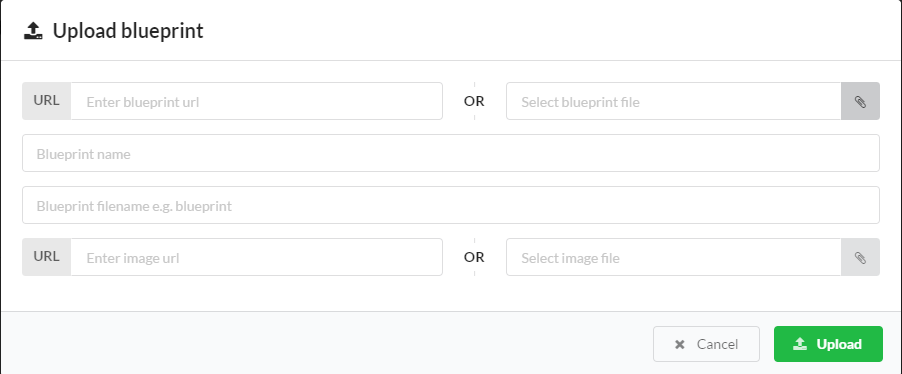 Upload blueprint
URL Enter blueprint url OR Select blueprint file
Blueprint name
Blueprint filename e.g. blueprint
URL Enter image url OR Select image file
Cancel Upload